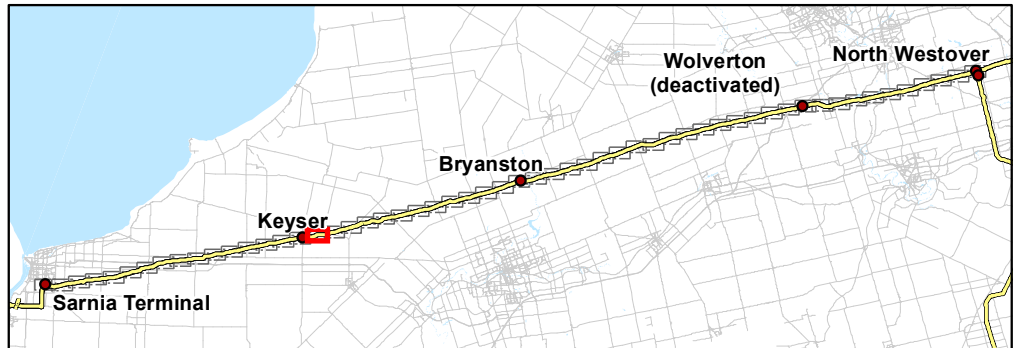 Wolverton
(deactivated)
North Westover
Bryanston
Keyser
Sarnia Terminal